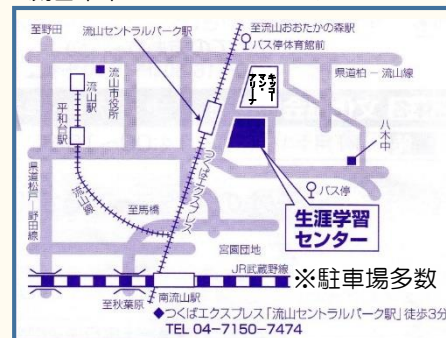 至野田
流山セントラルパーク駅
至流山おおたかの森駅
バス停体育館前
キッコーマン・アリーナ
県道柏－流山線
流山駅
流山市役所
平和台駅
八木中
つくばエクスプレス
県道松戸－野田線
流山線
至馬橋
バス停
生涯学習
センター
宮園団地
JR武蔵野線
※駐車場多数
至秋葉原
南流山駅
◆つくばエクスプレス「流山セントラルパーク駅」徒歩3分
TEL 04-7150-7474